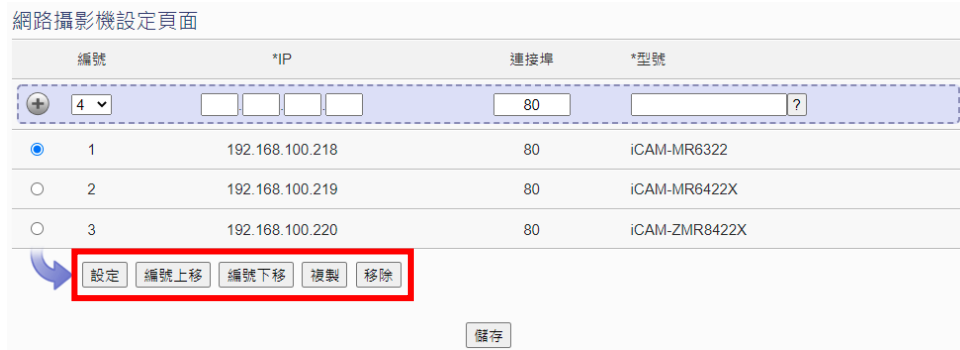 網路攝影機設定頁面
編號 *IP 連接埠 *型號
4 . . . 80 ?
1 192.168.100.218 80 iCAM-MR6322
2 192.168.100.219 80 iCAM-MR6422X
3 192.168.100.220 80 iCAM-ZMR8422X
設定 編號上移 編號下移 複製 移除
儲存